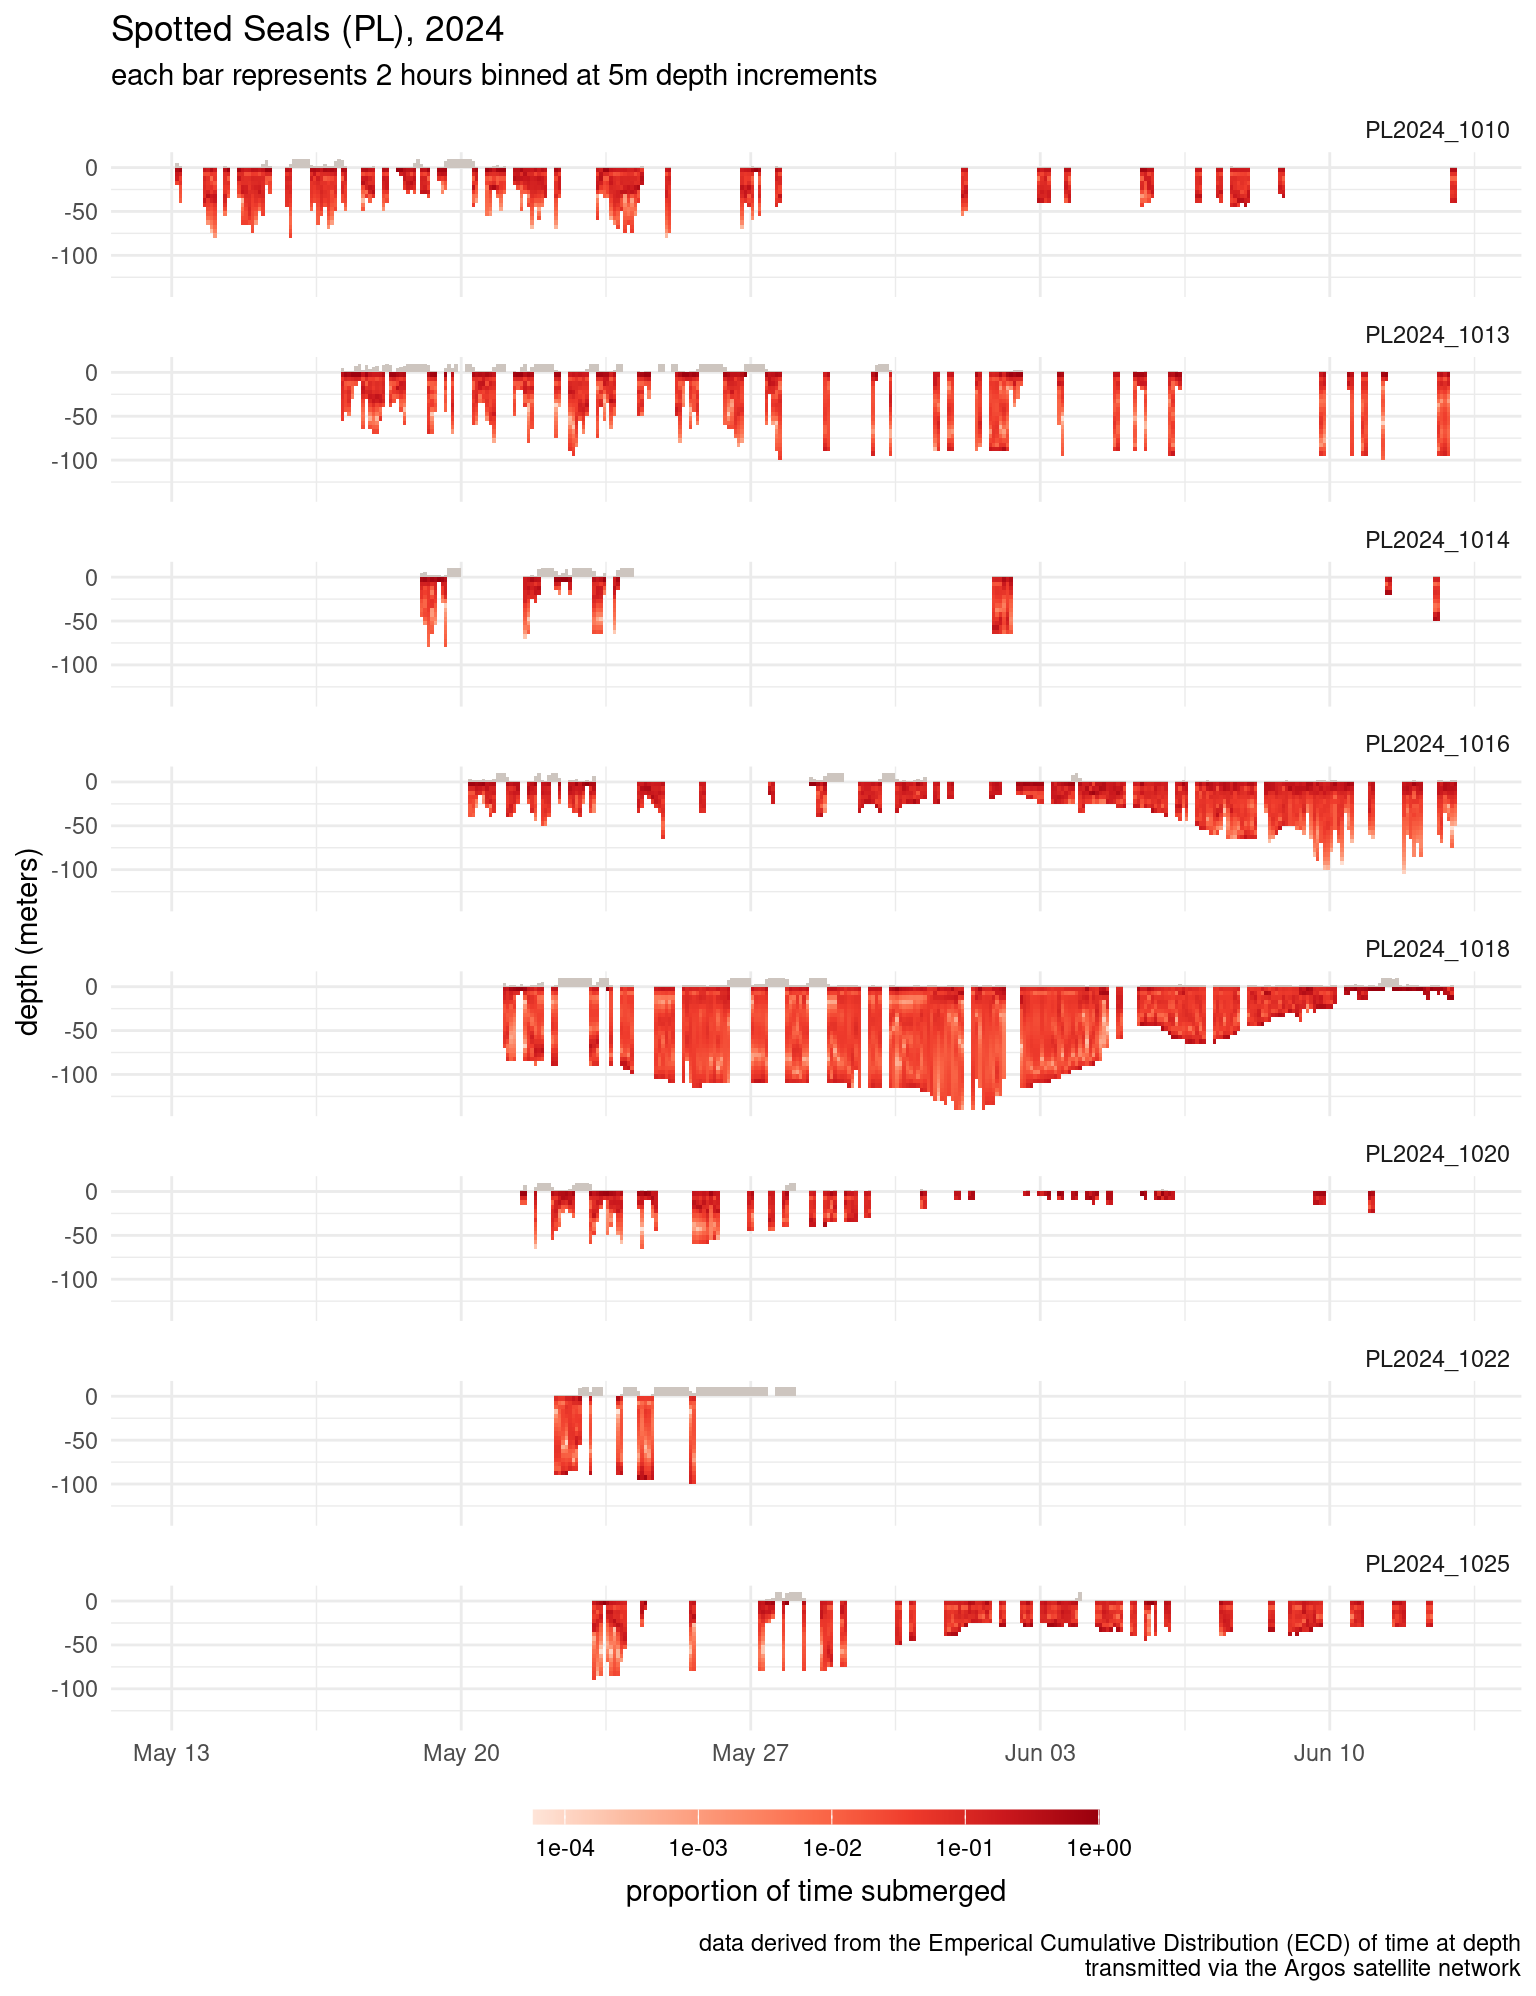 Spotted Seals (PL), 2024
each bar represents 2 hours binned at 5m depth increments
PL2024_1010
0
-50
-100
PL2024_1013
0
-50
-100
PL2024_1014
0
-50
-100
PL2024_1016
0
-50
-100
depth (meters)
PL2024_1018
0
-50
-100
PL2024_1020
0
-50
-100
PL2024_1022
0
-50
-100
PL2024_1025
0
-50
-100
May 13 May 20 May 27 Jun 03 Jun 10
1e-04 1e-03 1e-02 1e-01 1e+00
proportion of time submerged
data derived from the Emperical Cumulative Distribution (ECD) of time at depth
transmitted via the Argos satellite network